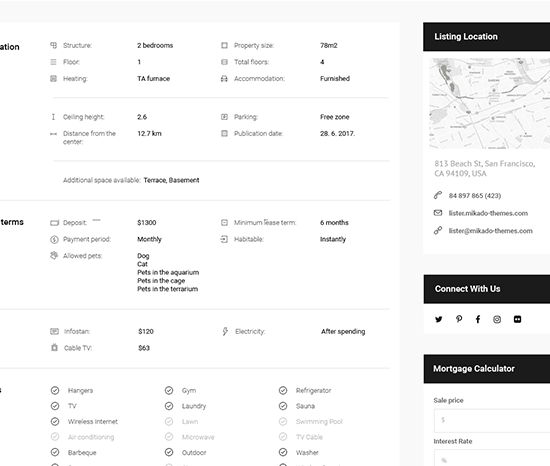 ation
Structure: 2 bedrooms Property size: 78m2
Floor: 1 Total floors: 4
Heating: TA furnace Accommodation: Furnished
Ceiling height: 2.6 Parking: Free zone
Distance from the center: 12.7 km Publication date: 28. 6. 2017.
Additional space available: Terrace, Basement
terms
Deposit: $1300 Minimum lease term: 6 months
Payment period: Monthly Habitable: Instantly
Allowed pets: Dog
Cat
Pets in the aquarium
Pets in the cage
Pets in the terrarium
Infostan: $120 Electricity: After spending
Cable TV: $63
s
Hangers Gym Refrigerator
TV Laundry Sauna
Wireless Internet Lawn Swimming Pool
Air conditioning Microwave TV Cable
Barbeque Outdoor Washer
Listing Location
813 Beach St, San Francisco,
CA 94109, USA
84 897 865 (423)
lister.mikado-themes.com
lister@mikado-themes.com
Connect With Us
Mortgage Calculator
Sale price
$
Interest Rate
%